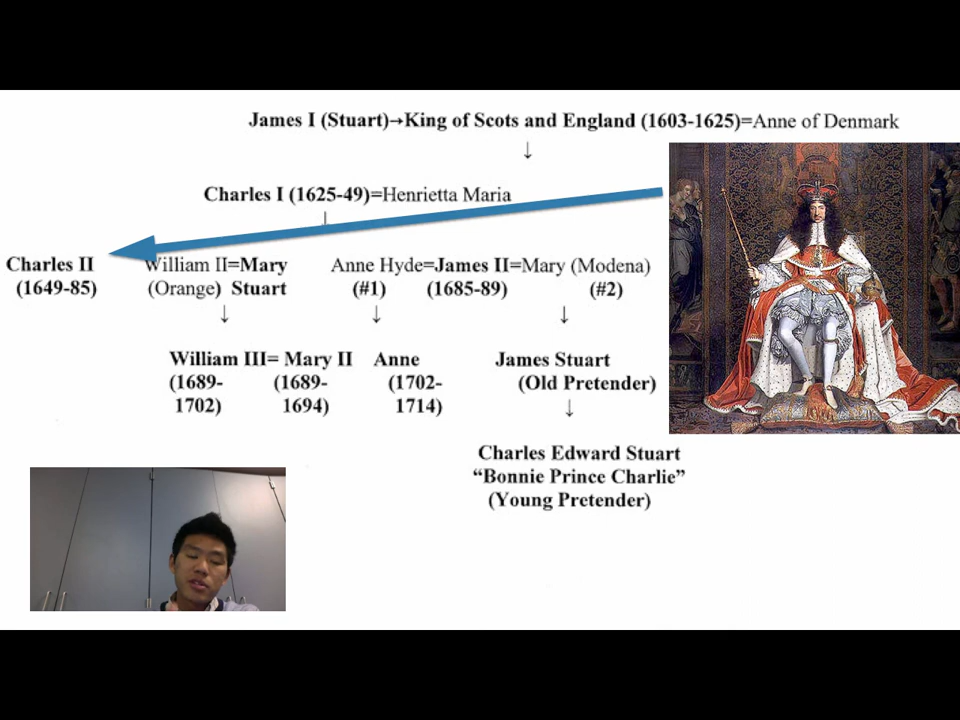 James I (Stuart)→King of Scots and England (1603-1625)=Anne of Denmark
↓
Charles I (1625-49)=Henrietta Maria
↓
Charles II William II=Mary Anne Hyde=James II=Mary (Modena)
(1649-85) (Orange) Stuart (#1) (1685-89) (#2)
↓ ↓ ↓
William III= Mary II Anne James Stuart
(1689- (1689- (1702- (Old Pretender)
1702) 1694) 1714) ↓
Charles Edward Stuart
“Bonnie Prince Charlie”
(Young Pretender)